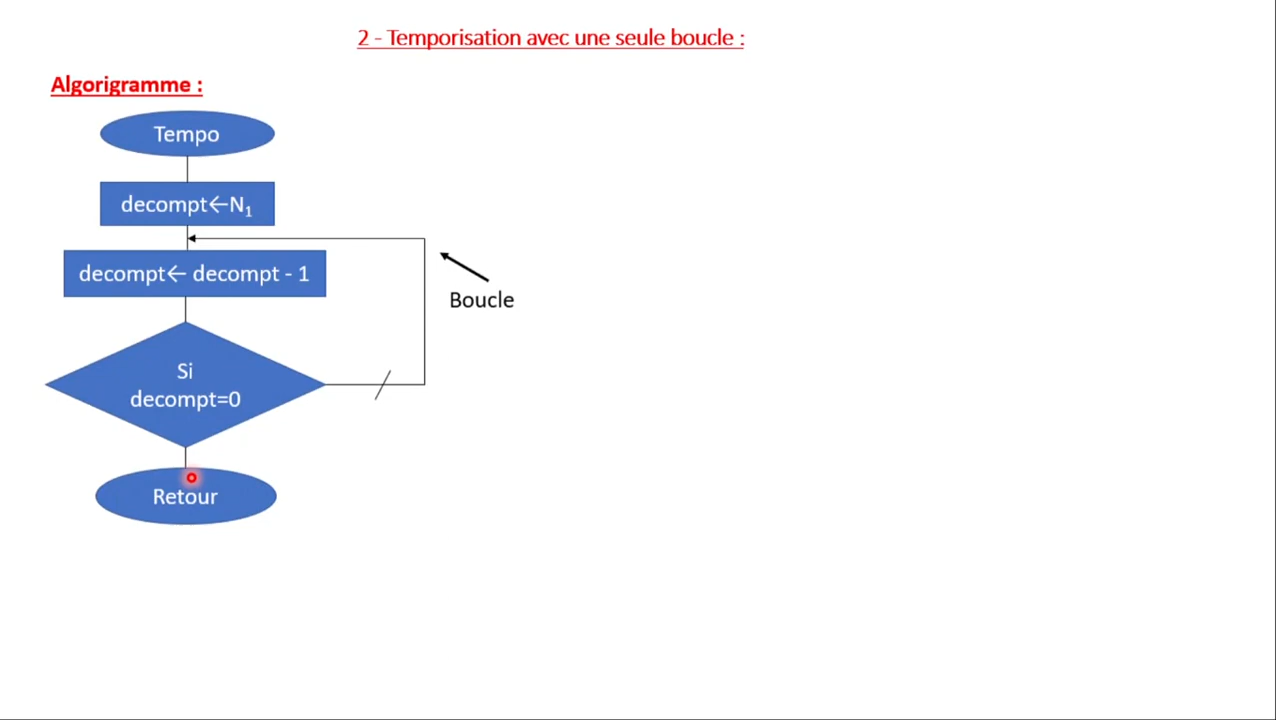 2 - Temporisation avec une seule boucle :
Algorigramme :
Tempo
decompt←N₁
decompt← decompt - 1
Boucle
Si
decompt=0
Retour